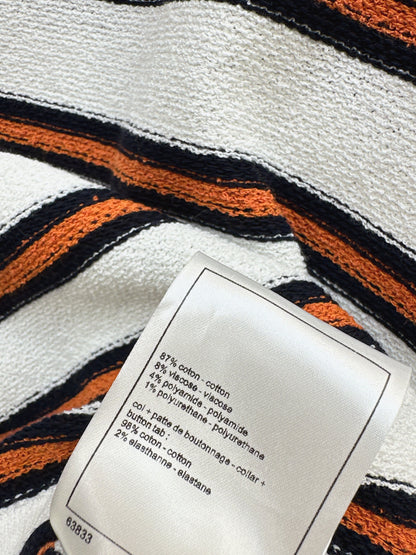 87% coton - cotton
8% viscose - viscose
4% polyamide - polyamide
1% polyurethane - polyurethane
col + patte de boutonnage - collar +
button tab :
98% coton - cotton
2% elasthanne - elastane
63833